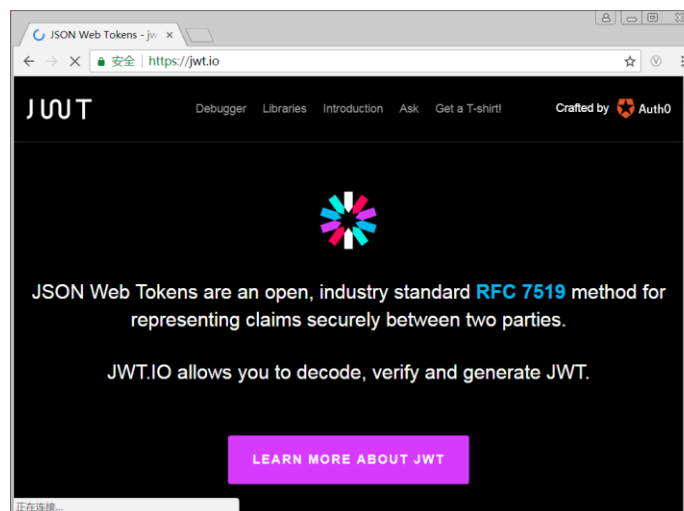 JSON Web Tokens - jw
安全 | https://jwt.io
JWT
Debugger Libraries Introduction Ask Get a T-shirt! Crafted by Auth0
JSON Web Tokens are an open, industry standard RFC 7519 method for
representing claims securely between two parties.
JWT.IO allows you to decode, verify and generate JWT.
LEARN MORE ABOUT JWT
正在连接...